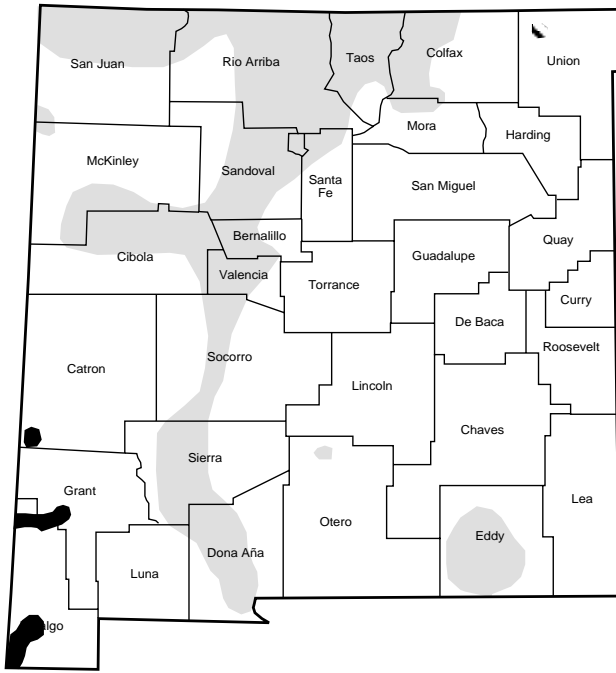 San Juan
Rio Arriba
Taos
Colfax
Union
Mora
Harding
McKinley
Sandoval
Santa
Fe
San Miguel
Bernalillo
Cibola
Valencia
Torrance
Guadalupe
Quay
Curry
De Baca
Roosevelt
Catron
Socorro
Lincoln
Chaves
Sierra
Grant
Otero
Eddy
Lea
Dona Aña
Luna
algo